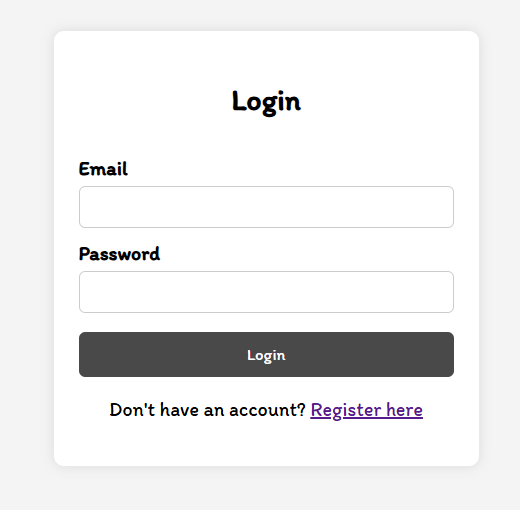 Login
Email
Password
Login
Don't have an account? Register here